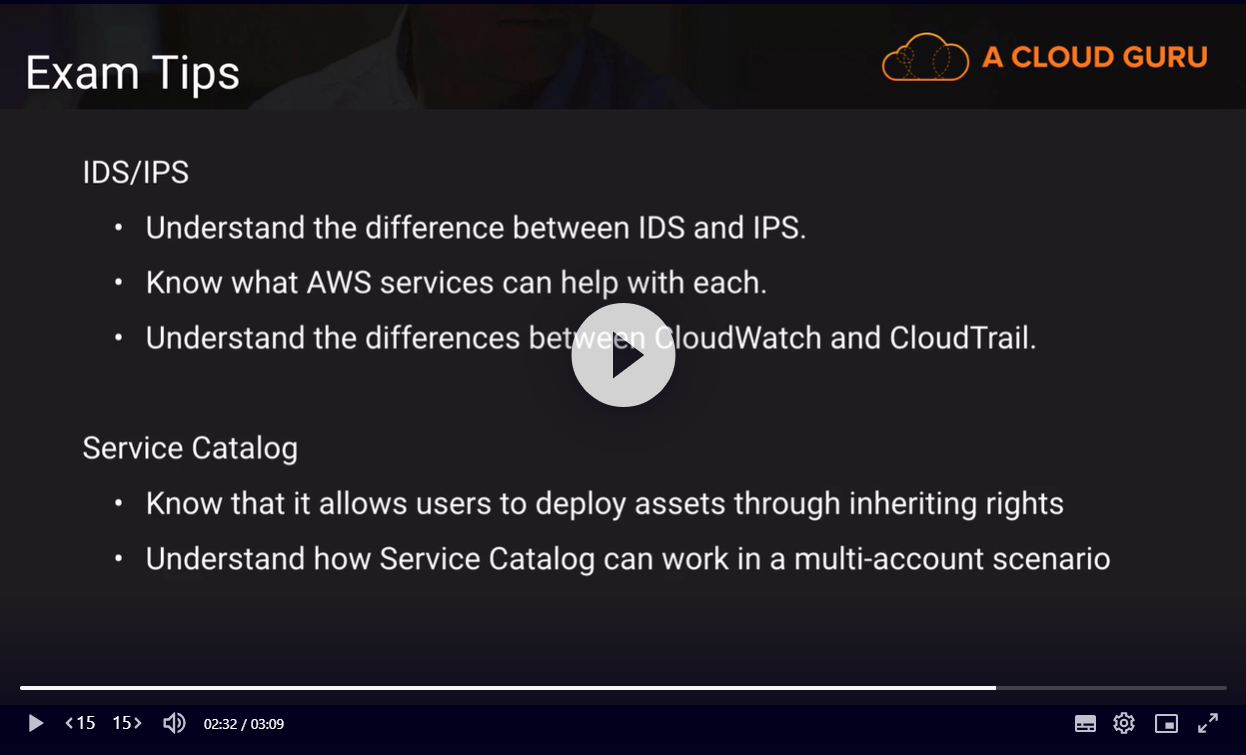 Exam Tips
A CLOUD GURU
IDS/IPS
• Understand the difference between IDS and IPS.
• Know what AWS services can help with each.
• Understand the differences between CloudWatch and CloudTrail.
Service Catalog
• Know that it allows users to deploy assets through inheriting rights
• Understand how Service Catalog can work in a multi-account scenario
<15 15> 02:32 / 03:09